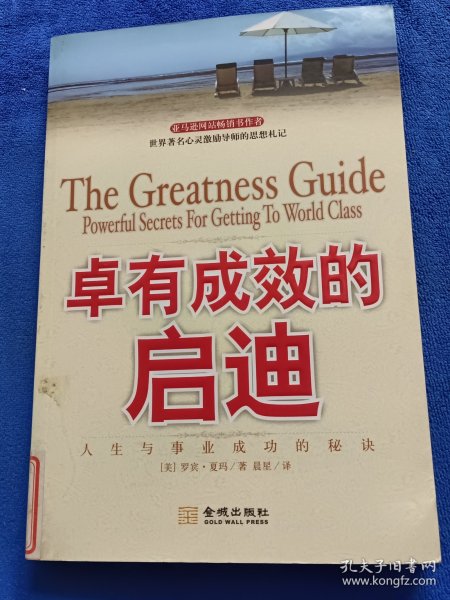 亚马逊网站畅销书作者
世界著名心灵激励导师的思想札记
The Greatness Guide
Powerful Secrets For Getting To World Class
卓有成效的
启迪
人生与事业成功的秘诀
[美]罗宾·夏玛/著 晨星/译
金城出版社
GOLD WALL PRESS
孔夫子旧书网
www.kongfz.com